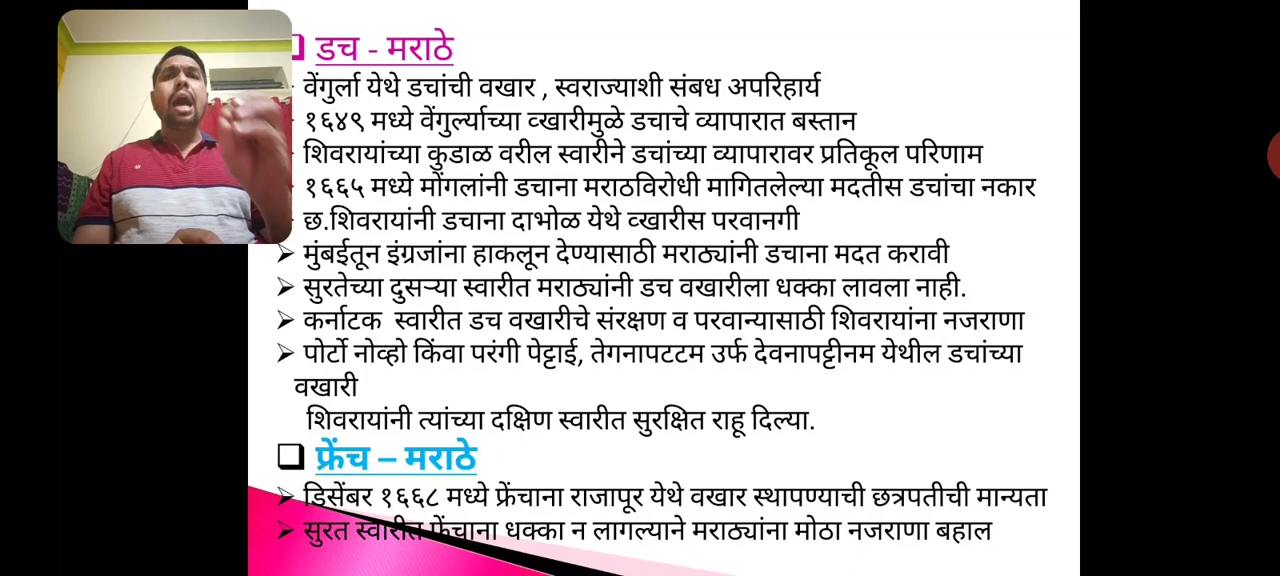 डच - मराठे
वेंगुर्ला येथे डचांची वखार , स्वराज्याशी संबध अपरिहार्य
१६४९ मध्ये वेंगुर्ल्याच्या व्खारीमुळे डचाचे व्यापारात बस्तान
शिवरायांच्या कुडाळ वरील स्वारीने डचांच्या व्यापारावर प्रतिकूल परिणाम
१६६५ मध्ये मोंगलांनी डचाना मराठविरोधी मागितलेल्या मदतीस डचांचा नकार
छ.शिवरायांनी डचाना दाभोळ येथे व्खारीस परवानगी
मुंबईतून इंग्रजांना हाकलून देण्यासाठी मराठ्यांनी डचाना मदत करावी
सुरतेच्या दुसऱ्या स्वारीत मराठ्यांनी डच वखारीला धक्का लावला नाही.
कर्नाटक स्वारीत डच वखारीचे संरक्षण व परवान्यासाठी शिवरायांना नजराणा
पोर्टो नोव्हो किंवा परंगी पेट्टाई, तेगनापटटम उर्फ देवनापट्टीनम येथील डचांच्या
वखारी
शिवरायांनी त्यांच्या दक्षिण स्वारीत सुरक्षित राहू दिल्या.
फ्रेंच – मराठे
डिसेंबर १६६८ मध्ये फ्रेंचाना राजापूर येथे वखार स्थापण्याची छत्रपतीची मान्यता
सुरत स्वारीत फ्रेंचाना धक्का न लागल्याने मराठ्यांना मोठा नजराणा बहाल